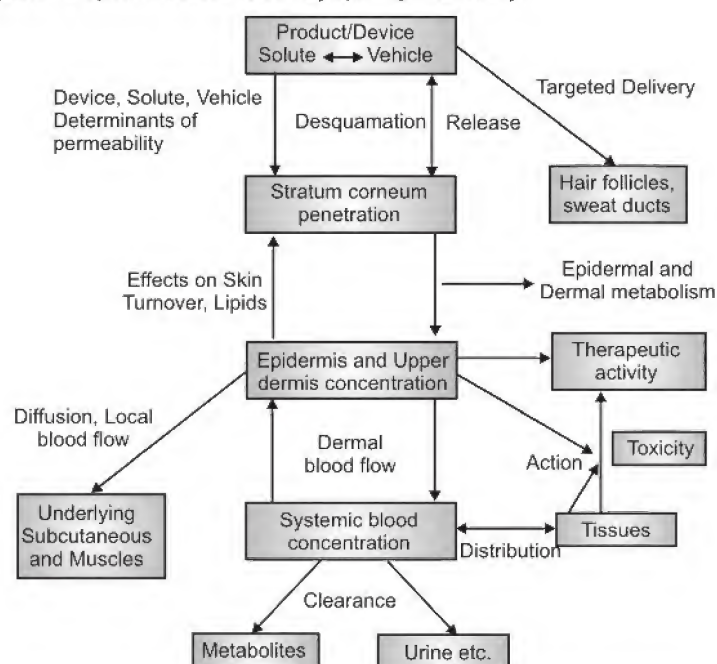 Product/Device
Solute ↔ Vehicle
Device, Solute, Vehicle
Determinants of
permeability
Desquamation
Release
Targeted Delivery
Stratum corneum
penetration
Hair follicles,
sweat ducts
Effects on Skin
Turnover, Lipids
Epidermal and
Dermal metabolism
Epidermis and Upper
dermis concentration
Therapeutic
activity
Diffusion, Local
blood flow
Dermal
blood flow
Action
Toxicity
Underlying
Subcutaneous
and Muscles
Systemic blood
concentration
Distribution
Tissues
Clearance
Metabolites
Urine etc.